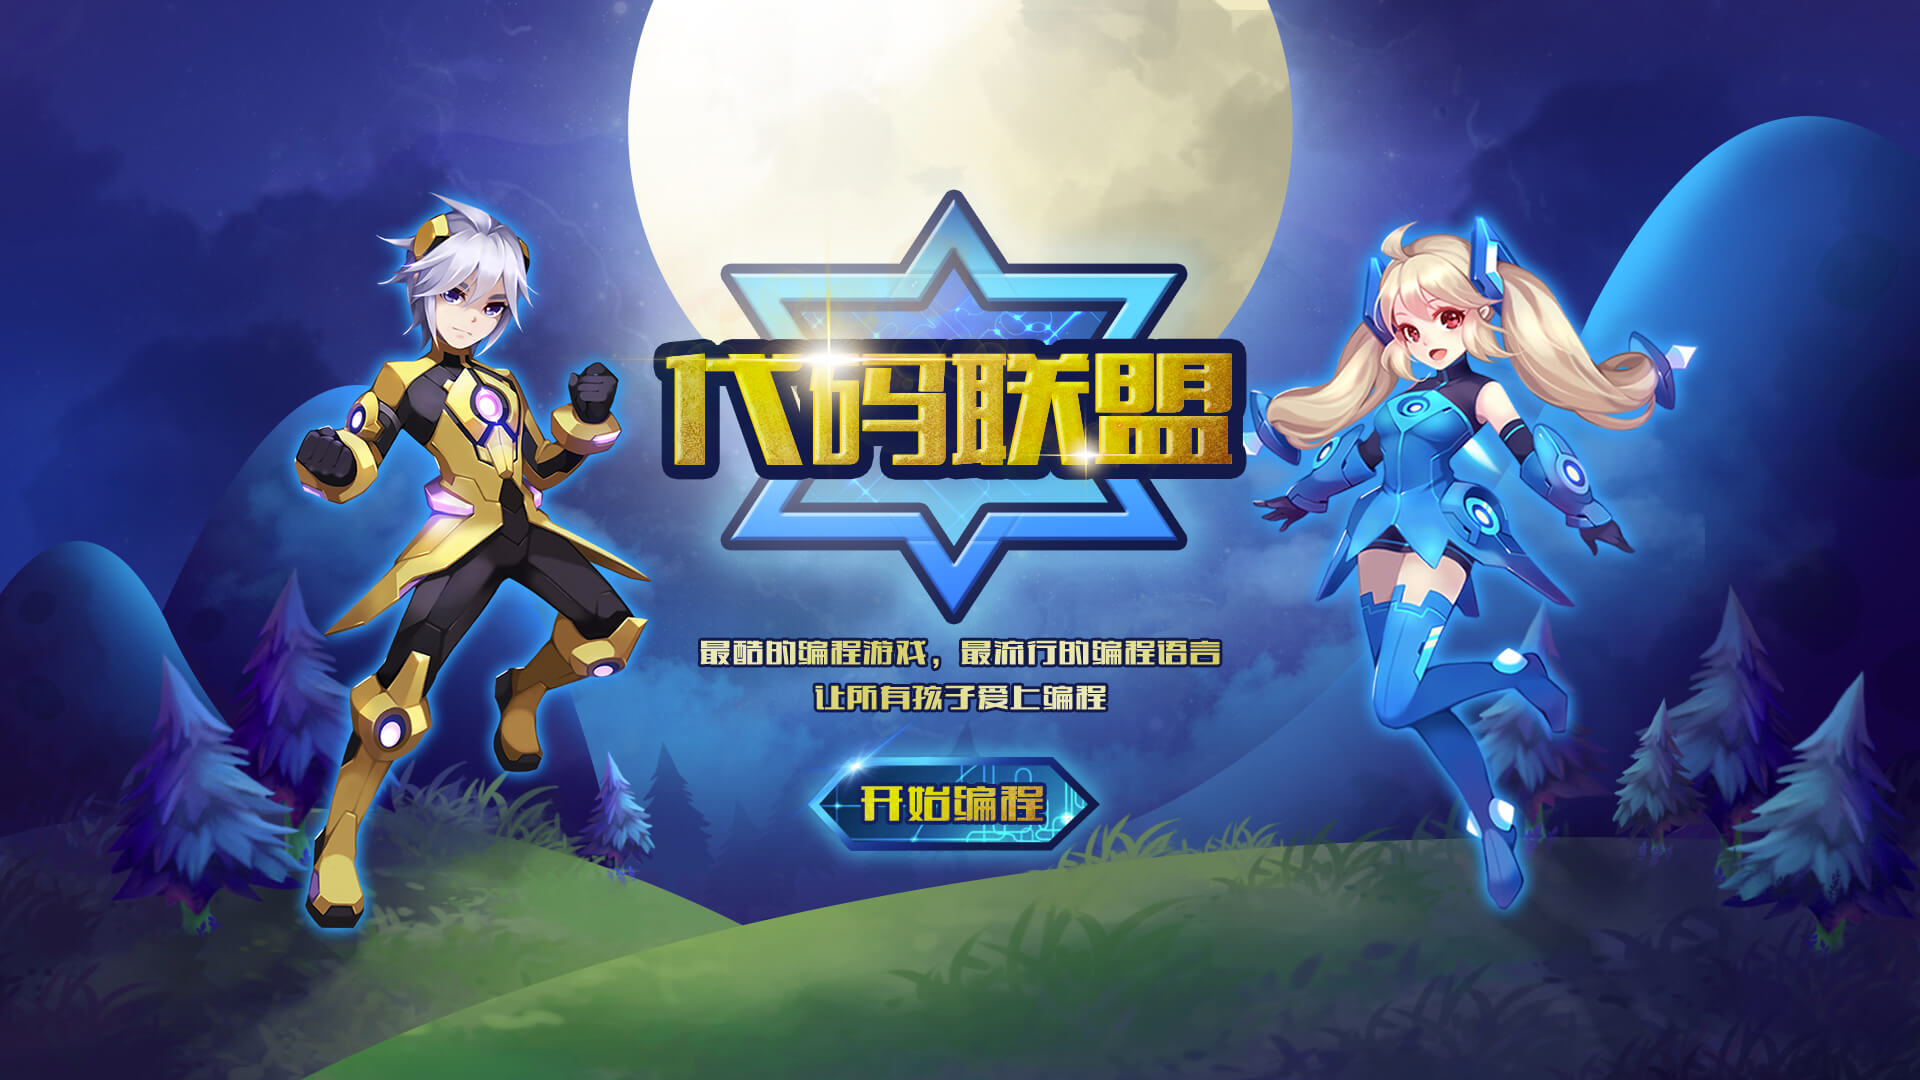 代码联盟
最酷的编程游戏，最流行的编程语言
让所有孩子爱上编程
开始编程